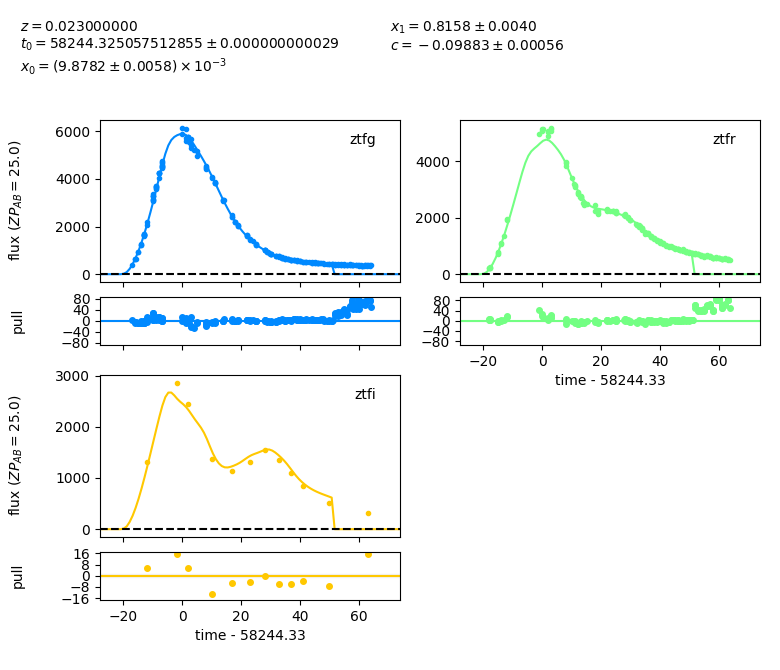 z = 0.023000000
t₀ = 58244.325057512855 ± 0.000000000029
x₀ = (9.8782 ± 0.0058) × 10⁻³
x₁ = 0.8158 ± 0.0040
c = −0.09883 ± 0.00056
flux (ZP_AB = 25.0)
6000
4000
2000
0
ztfg
4000
2000
0
ztfr
pull
80
40
0
−40
−80
80
40
0
−40
−80
−20 0 20 40 60
time - 58244.33
flux (ZP_AB = 25.0)
3000
2000
1000
0
ztfi
pull
16
8
0
−8
−16
−20 0 20 40 60
time - 58244.33